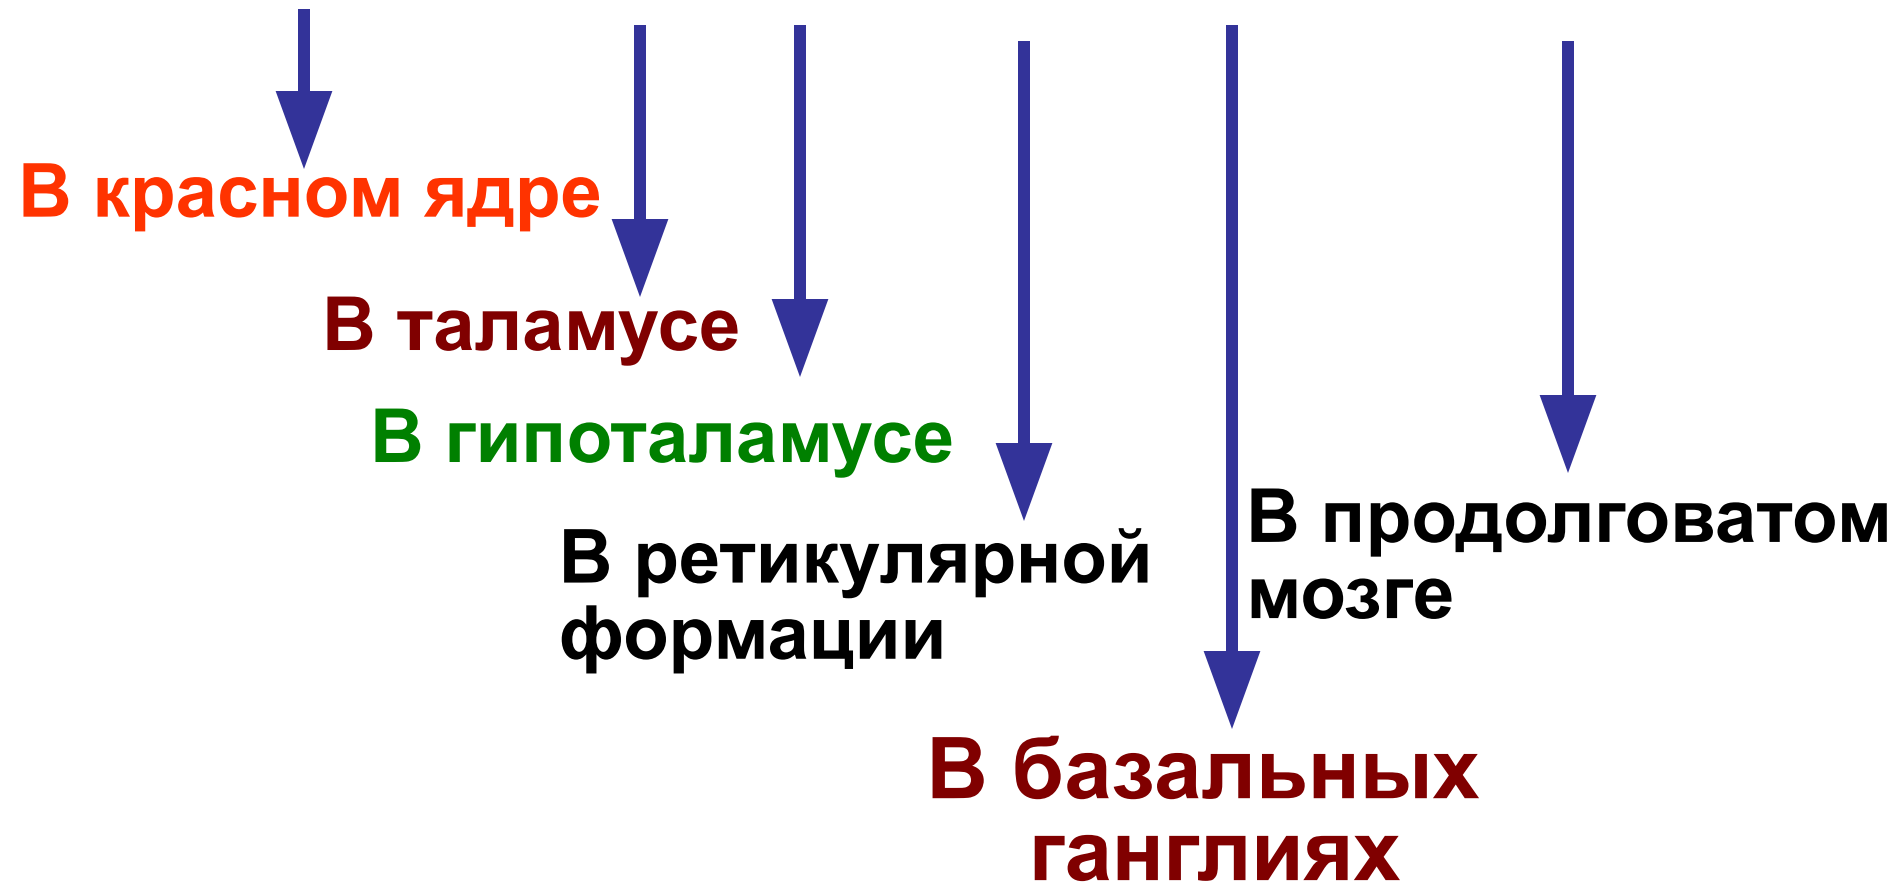 В красном ядре
В таламусе
В гипоталамусе
В ретикулярной
формации
В продолговатом
мозге
В базальных
ганглиях